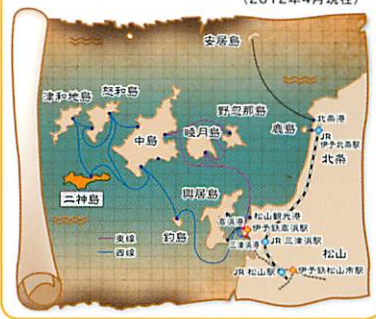 (2012年4月現在)
安居島
津和地島
怒和島
野忽那島
北条港
中島
睦月島
鹿島
JR
伊予北条駅
北条
二神島
興居島
釣島
松山観光港
高浜港
伊予鉄高浜駅
三津浜港
JR 三津浜駅
東線
西線
松山
JR 松山駅
伊予鉄松山市駅